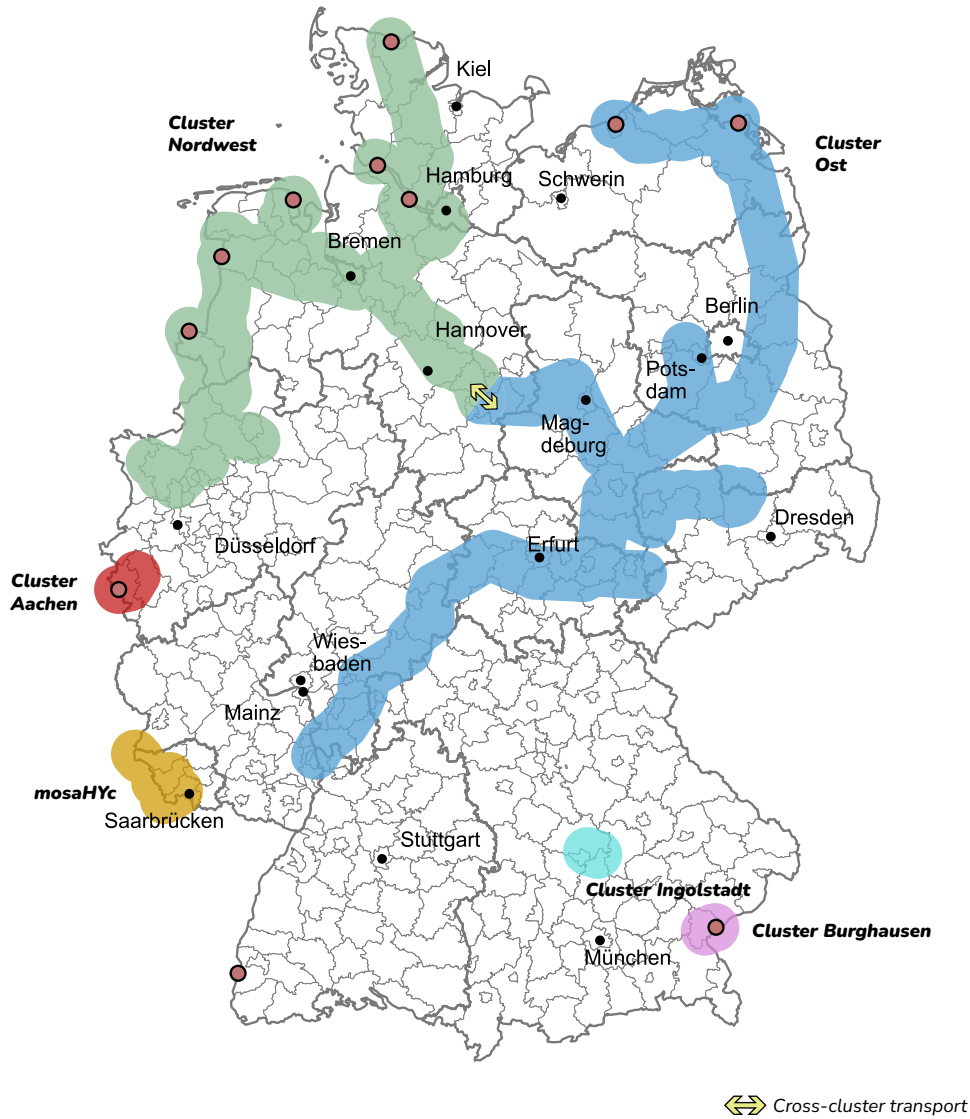 Kiel
Cluster
Nordwest
Cluster
Ost
Hamburg
Schwerin
Bremen
Berlin
Hannover
Pots-
dam
Mag-
deburg
Dresden
Düsseldorf
Erfurt
Cluster
Aachen
Wies-
baden
Mainz
mosaHYc
Saarbrücken
Stuttgart
Cluster Ingolstadt
Cluster Burghausen
München
Cross-cluster transport